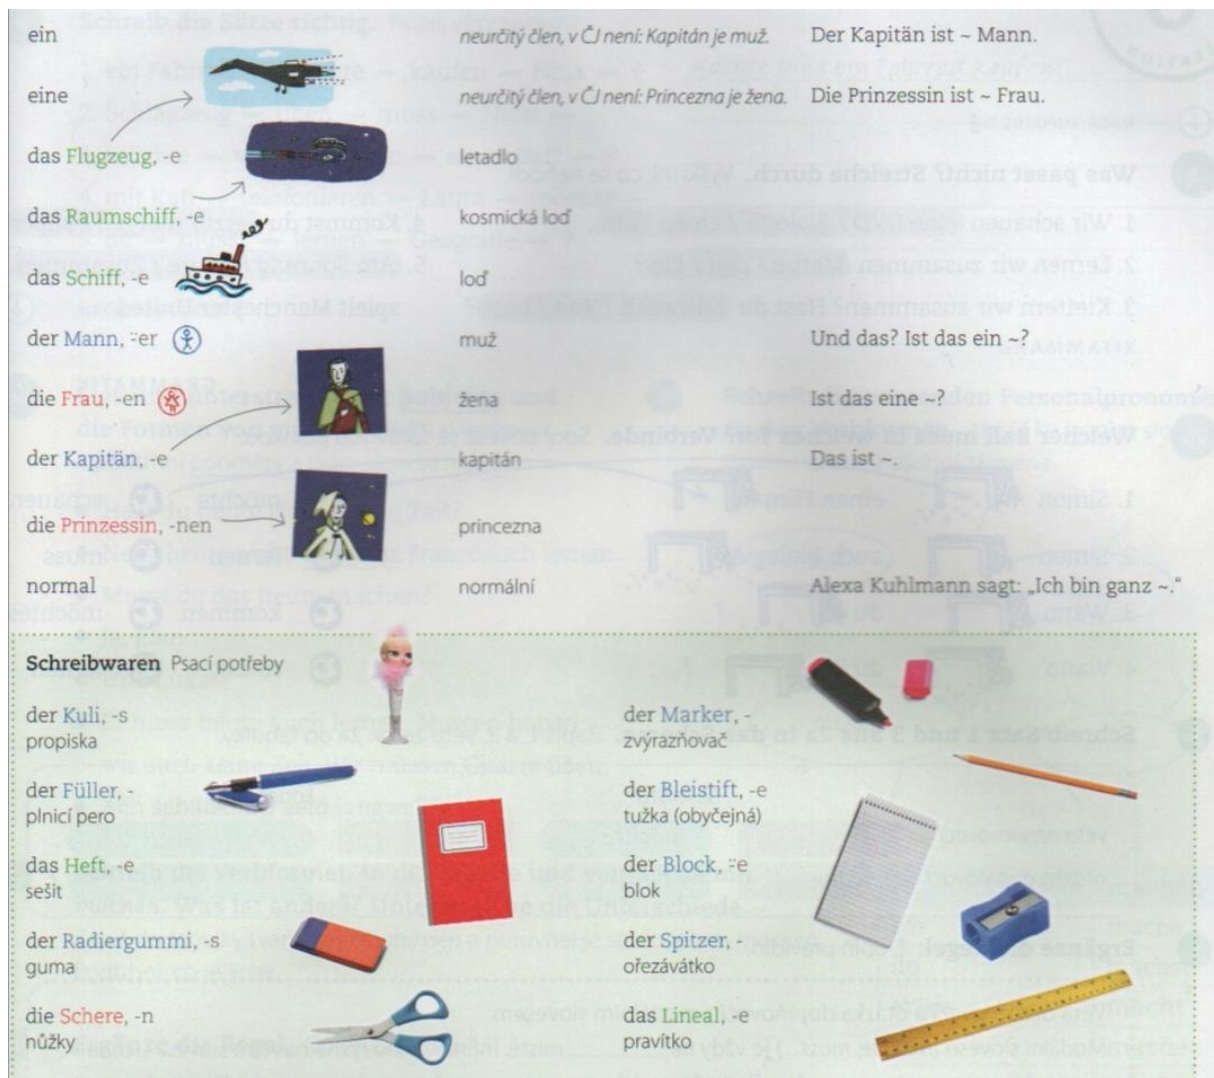 ein neurčitý člen, v ČJ není: Kapitán je muž. Der Kapitän ist ~ Mann.
eine neurčitý člen, v ČJ není: Princezna je žena. Die Prinzessin ist ~ Frau.
das Flugzeug, -e letadlo
das Raumschiff, -e kosmická loď
das Schiff, -e loď
der Mann, ⸚er muž Und das? Ist das ein ~?
die Frau, -en žena Ist das eine ~?
der Kapitän, -e kapitán Das ist ~.
die Prinzessin, -nen princezna
normal normální Alexa Kuhlmann sagt: „Ich bin ganz ~.“
Schreibwaren Psací potřeby
der Kuli, -s
propiska
der Füller, -
plnicí pero
das Heft, -e
sešit
der Radiergummi, -s
guma
die Schere, -n
nůžky
der Marker, -
zvýrazňovač
der Bleistift, -e
tužka (obyčejná)
der Block, ⸚e
blok
der Spitzer, -
ořezávátko
das Lineal, -e
pravítko